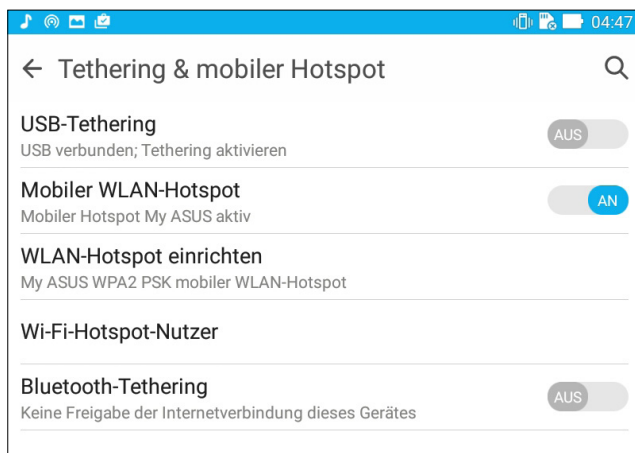 04:47
Tethering & mobiler Hotspot
USB-Tethering
AUS
USB verbunden; Tethering aktivieren
Mobiler WLAN-Hotspot
AN
Mobiler Hotspot My ASUS aktiv
WLAN-Hotspot einrichten
My ASUS WPA2 PSK mobiler WLAN-Hotspot
Wi-Fi-Hotspot-Nutzer
Bluetooth-Tethering
AUS
Keine Freigabe der Internetverbindung dieses Gerätes